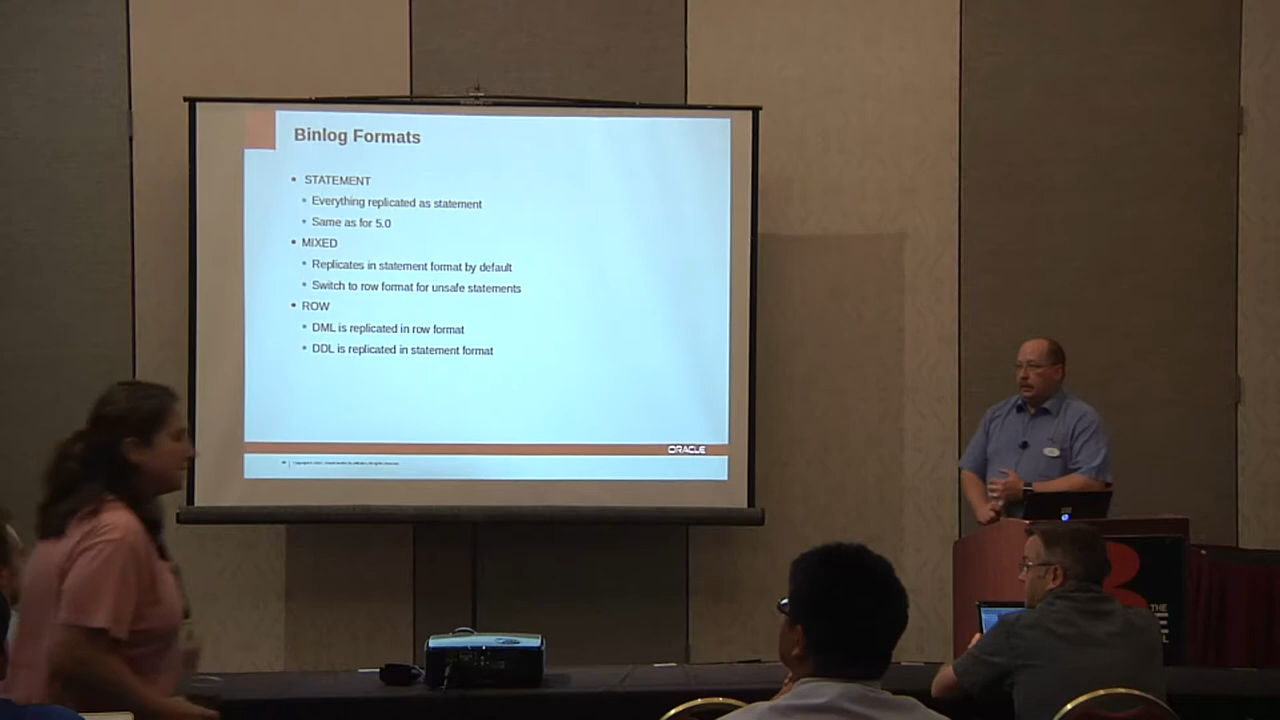 Binlog Formats
STATEMENT
Everything replicated as statement
Same as for 5.0
MIXED
Replicates in statement format by default
Switch to row format for unsafe statements
ROW
DML is replicated in row format
DDL is replicated in statement format
ORACLE
THE